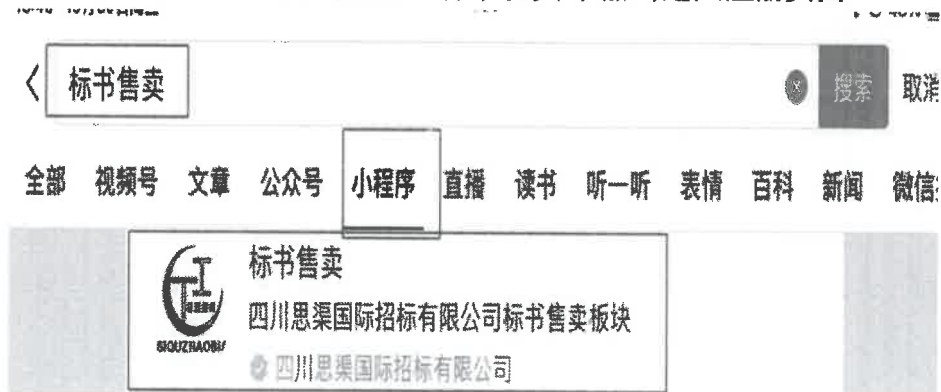 标书售卖
搜索 取消
全部 视频号 文章 公众号 小程序 直播 读书 听一听 表情 百科 新闻 微信
标书售卖
四川思渠国际招标有限公司标书售卖板块
四川思渠国际招标有限公司